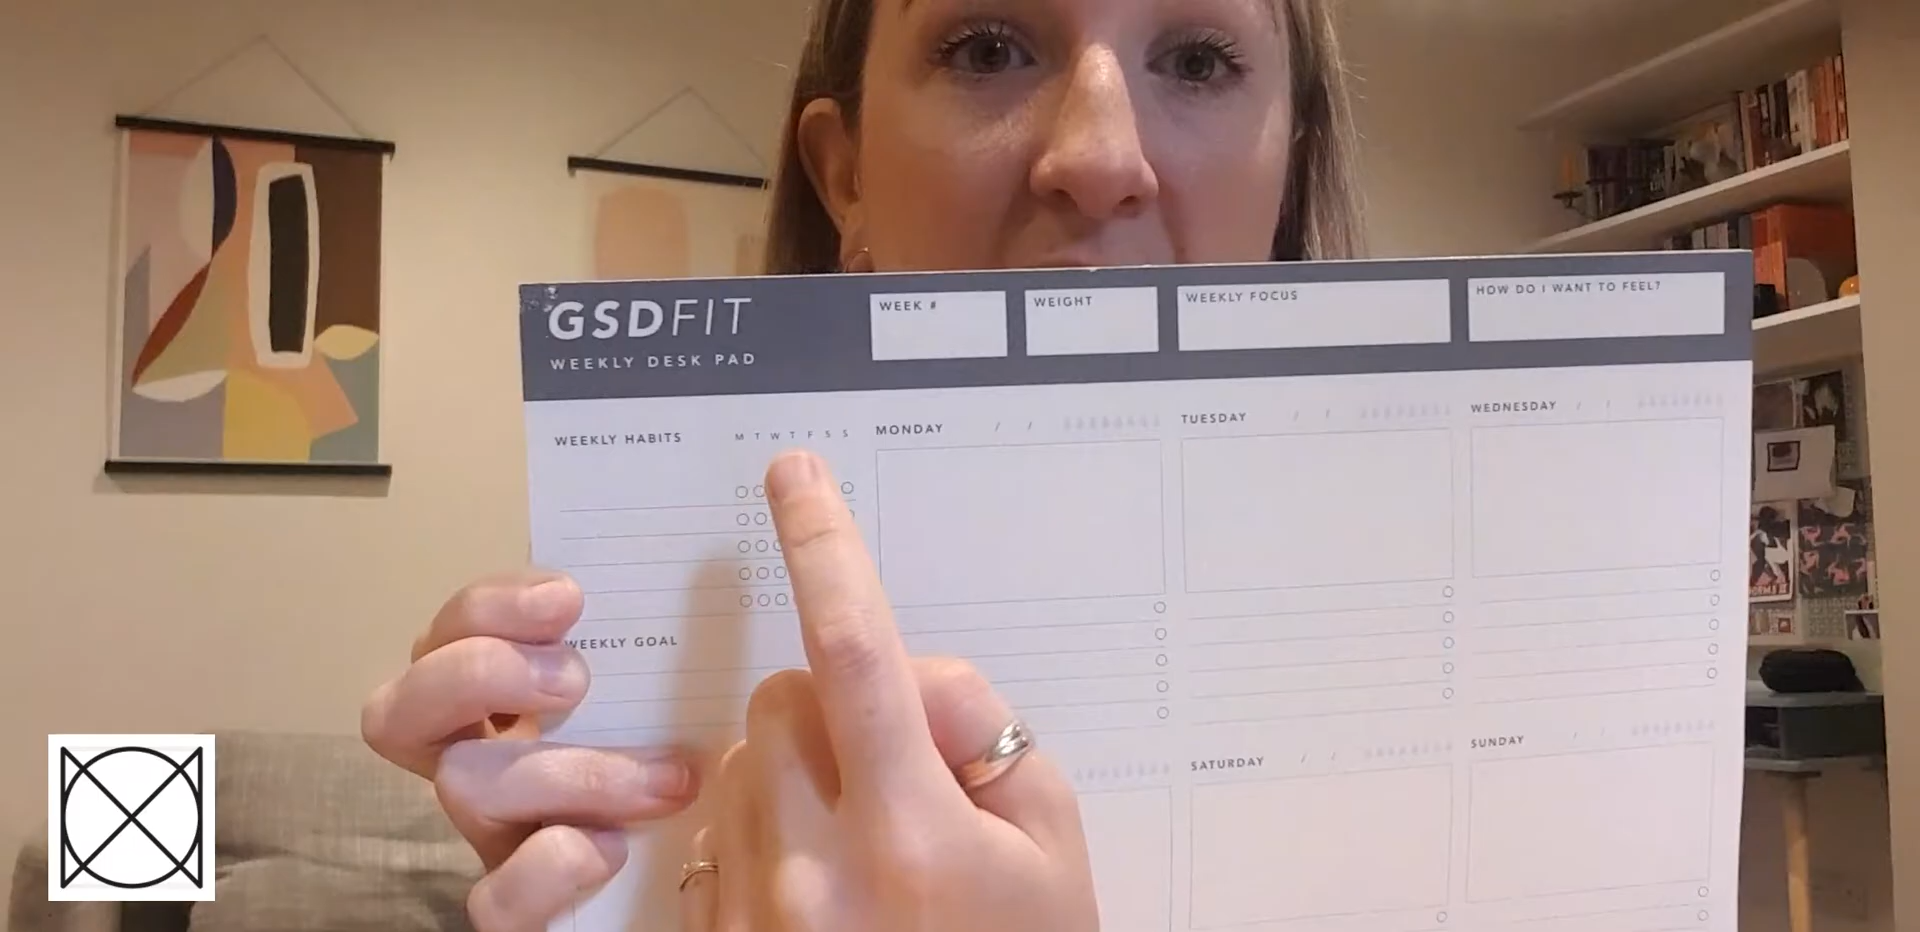 GSDFIT
WEEKLY DESK PAD
WEEK #
WEIGHT
WEEKLY FOCUS
HOW DO I WANT TO FEEL?
WEEKLY HABITS
M T W T F S S
MONDAY / /
TUESDAY / /
WEDNESDAY / /
WEEKLY GOAL
SATURDAY / /
SUNDAY / /